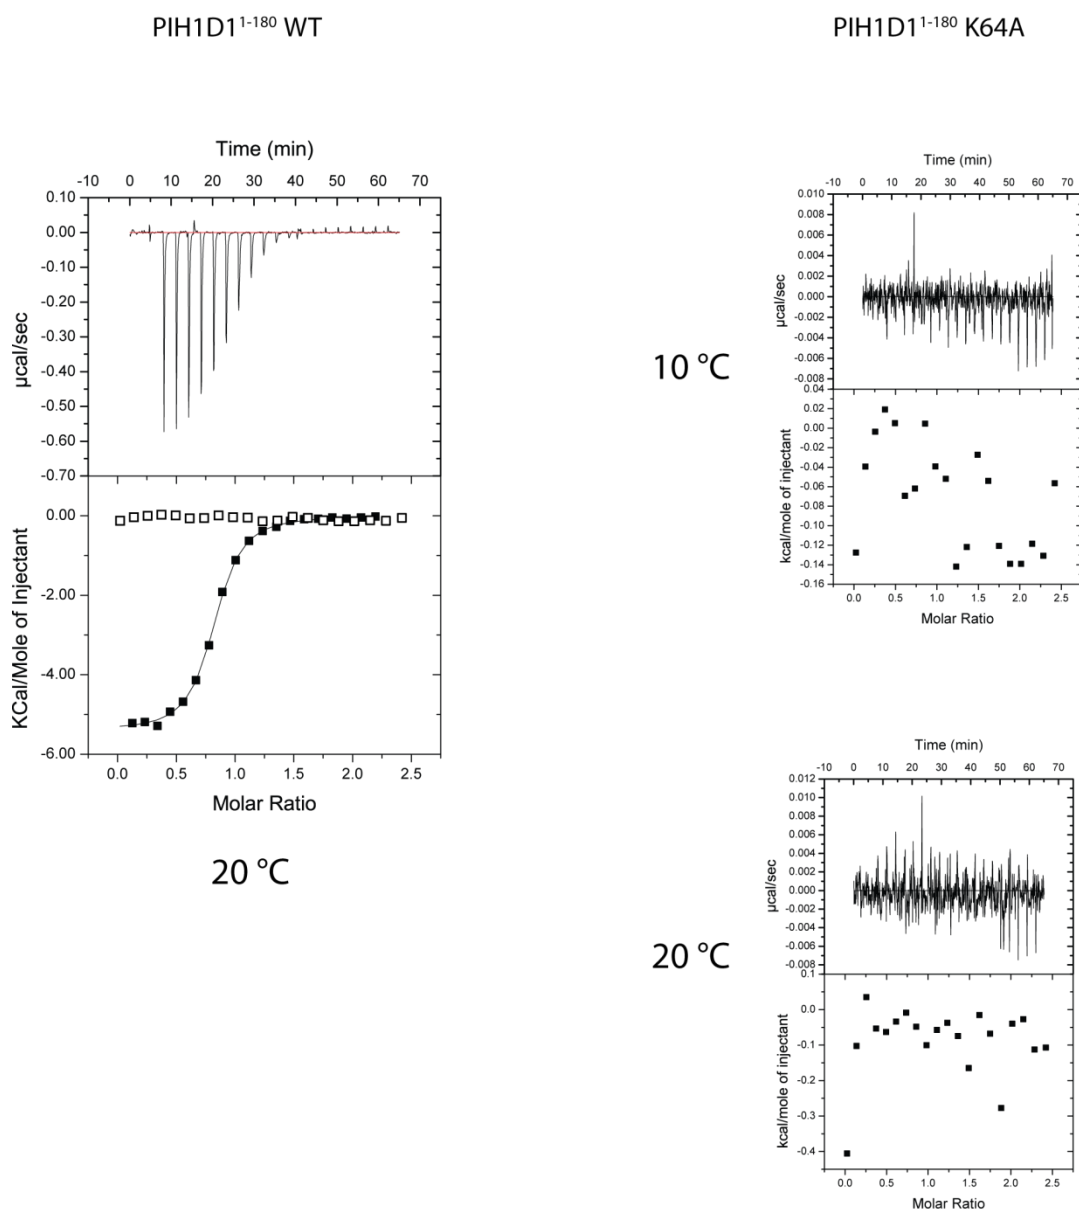 PIH1D1¹⁻¹⁸⁰ WT
PIH1D1¹⁻¹⁸⁰ K64A
Time (min)
-10 0 10 20 30 40 50 60 70
0.10
0.00
-0.10
-0.20
-0.30
-0.40
-0.50
-0.60
-0.70
µcal/sec
0.00
-2.00
-4.00
-6.00
KCal/Mole of Injectant
0.0 0.5 1.0 1.5 2.0 2.5
Molar Ratio
20 °C
10 °C
Time (min)
-10 0 10 20 30 40 50 60 70
0.010
0.008
0.006
0.004
0.002
0.000
-0.002
-0.004
-0.006
-0.008
µcal/sec
0.04
0.02
0.00
-0.02
-0.04
-0.06
-0.08
-0.10
-0.12
-0.14
-0.16
kcal/mole of injectant
0.0 0.5 1.0 1.5 2.0 2.5
Molar Ratio
20 °C
Time (min)
-10 0 10 20 30 40 50 60 70
0.012
0.010
0.008
0.006
0.004
0.002
0.000
-0.002
-0.004
-0.006
-0.008
µcal/sec
0.1
0.0
-0.1
-0.2
-0.3
-0.4
kcal/mole of injectant
0.0 0.5 1.0 1.5 2.0 2.5
Molar Ratio